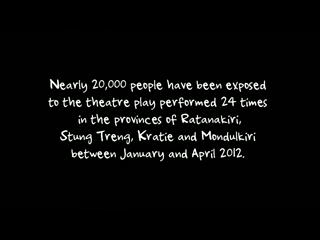 Nearly 20,000 people have been exposed
to the theatre play performed 24 times
in the provinces of Ratanakiri,
Stung Treng, Kratie and Mondulkiri
between January and April 2012.